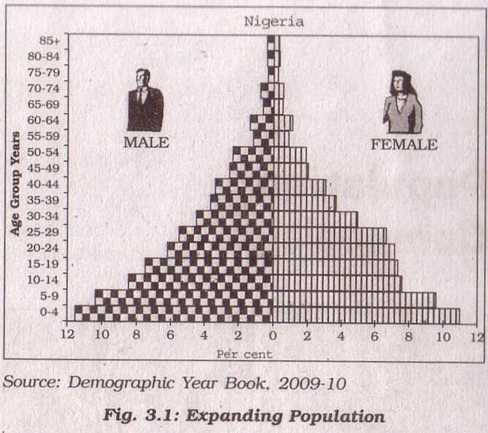 Nigeria
85+
80-84
75-79
70-74
65-69
60-64
55-59
50-54
45-49
40-44
35-39
30-34
25-29
20-24
15-19
10-14
5-9
0-4
Age Group Years
MALE
FEMALE
12 10 8 6 4 2 0 2 4 6 8 10 12
Per cent
Source: Demographic Year Book, 2009-10
Fig. 3.1: Expanding Population